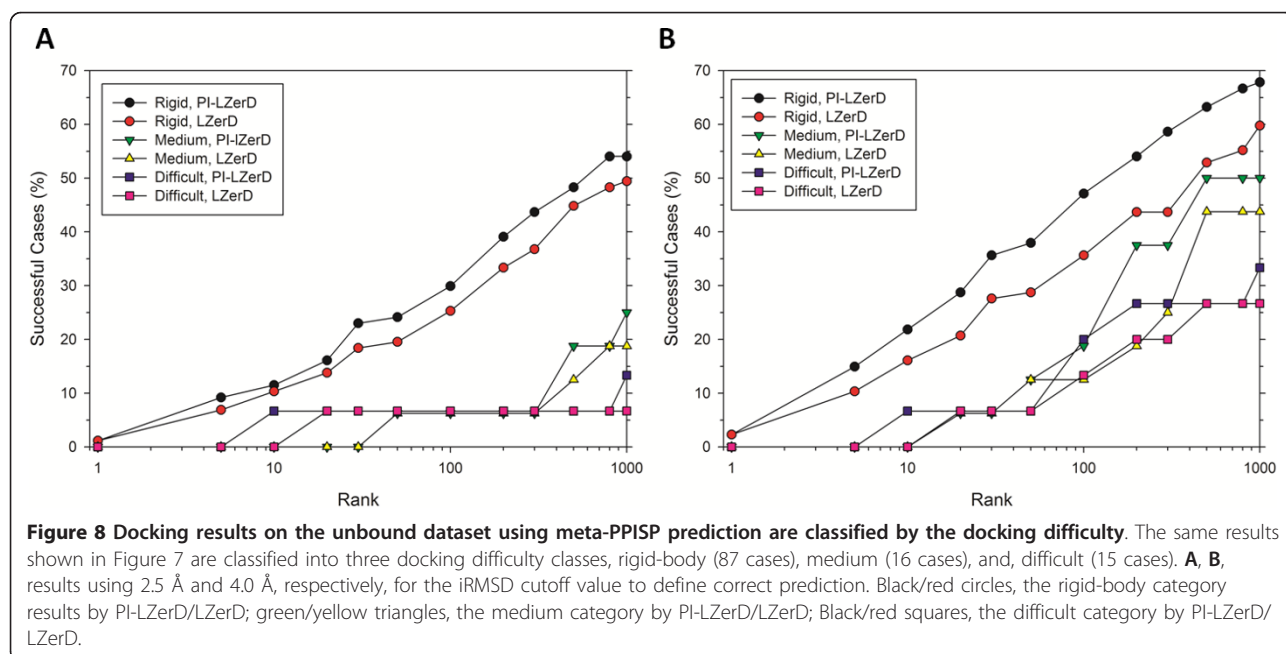 A
B
70
60
50
40
30
20
10
0
Successful Cases (%)
Rigid, PI-LZerD
Rigid, LZerD
Medium, PI-lZerD
Medium, LZerD
Difficult, PI-LZerD
Difficult, LZerD
1
10
100
1000
Rank
70
60
50
40
30
20
10
0
Successful Cases (%)
Rigid, PI-LZerD
Rigid, LZerD
Medium, PI-LZerD
Medium, LZerD
Difficult, PI-LZerD
Difficult, LZerD
1
10
100
1000
Rank
Figure 8 Docking results on the unbound dataset using meta-PPISP prediction are classified by the docking difficulty. The same results
shown in Figure 7 are classified into three docking difficulty classes, rigid-body (87 cases), medium (16 cases), and, difficult (15 cases). A, B,
results using 2.5 Å and 4.0 Å, respectively, for the iRMSD cutoff value to define correct prediction. Black/red circles, the rigid-body category
results by PI-LZerD/LZerD; green/yellow triangles, the medium category by PI-LZerD/LZerD; Black/red squares, the difficult category by PI-LZerD/
LZerD.